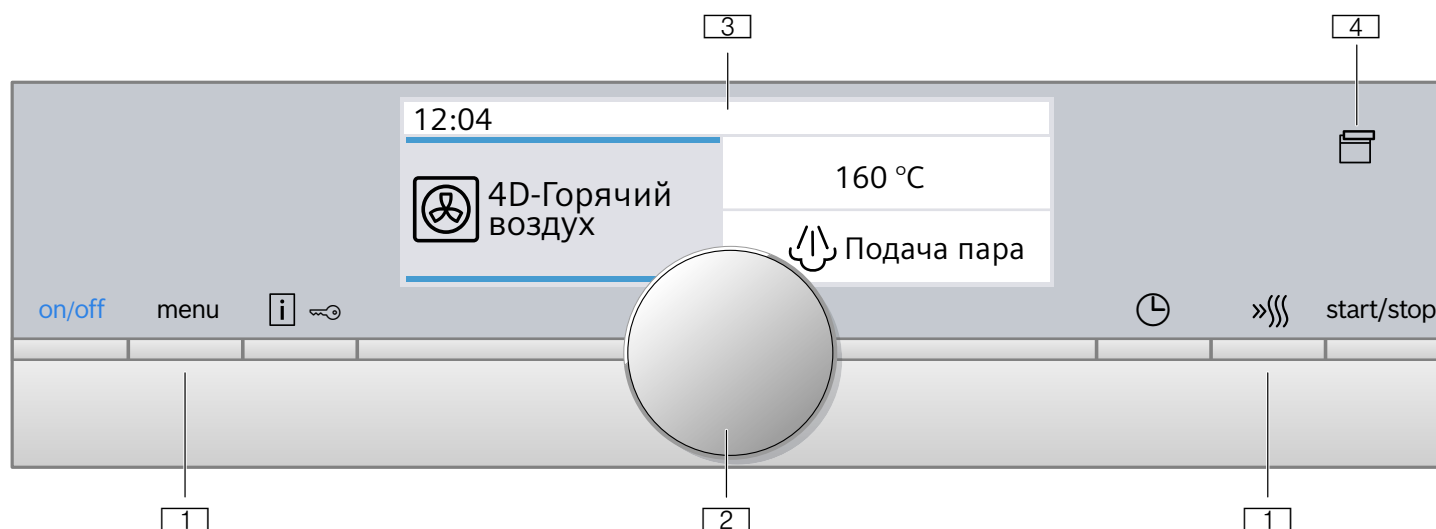 3 4
12:04
160 °C
4D-Горячий
воздух
Подача пара
on/off menu i start/stop
1 2 1